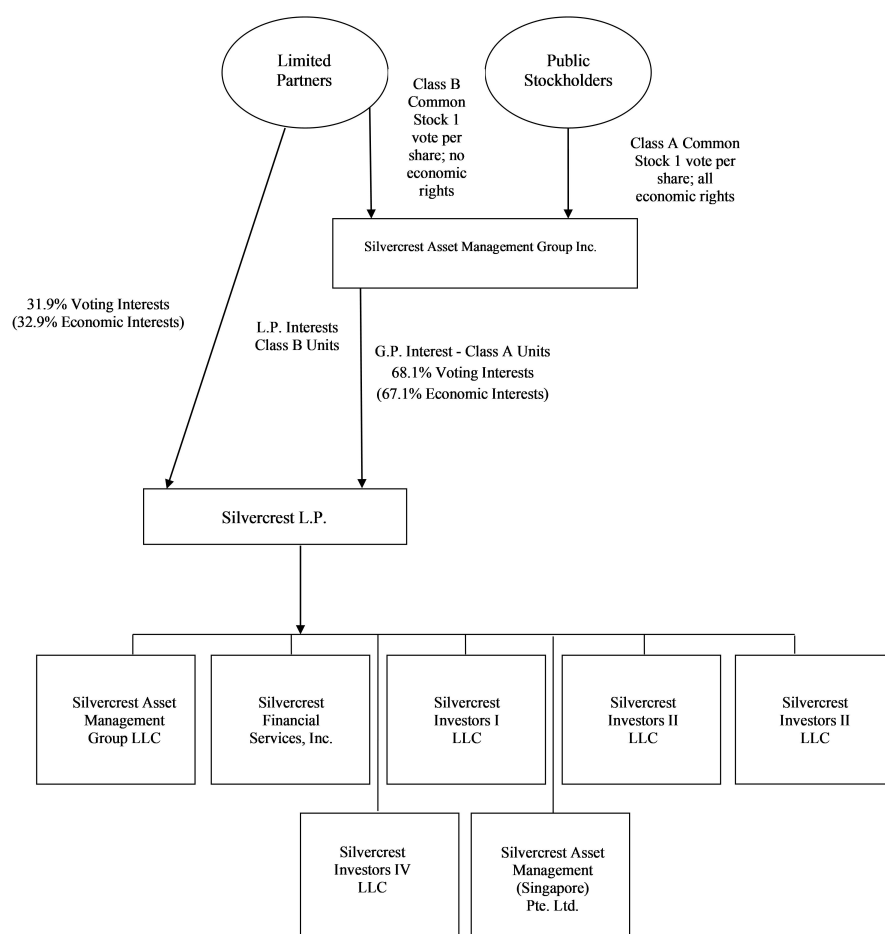 Limited
Partners
Public
Stockholders
Class B
Common
Stock 1
vote per
share; no
economic
rights
Class A Common
Stock 1 vote per
share; all
economic rights
Silvercrest Asset Management Group Inc.
31.9% Voting Interests
(32.9% Economic Interests)
L.P. Interests
Class B Units
G.P. Interest - Class A Units
68.1% Voting Interests
(67.1% Economic Interests)
Silvercrest L.P.
Silvercrest Asset
Management
Group LLC
Silvercrest
Financial
Services, Inc.
Silvercrest
Investors I
LLC
Silvercrest
Investors II
LLC
Silvercrest
Investors II
LLC
Silvercrest
Investors IV
LLC
Silvercrest Asset
Management
(Singapore)
Pte. Ltd.